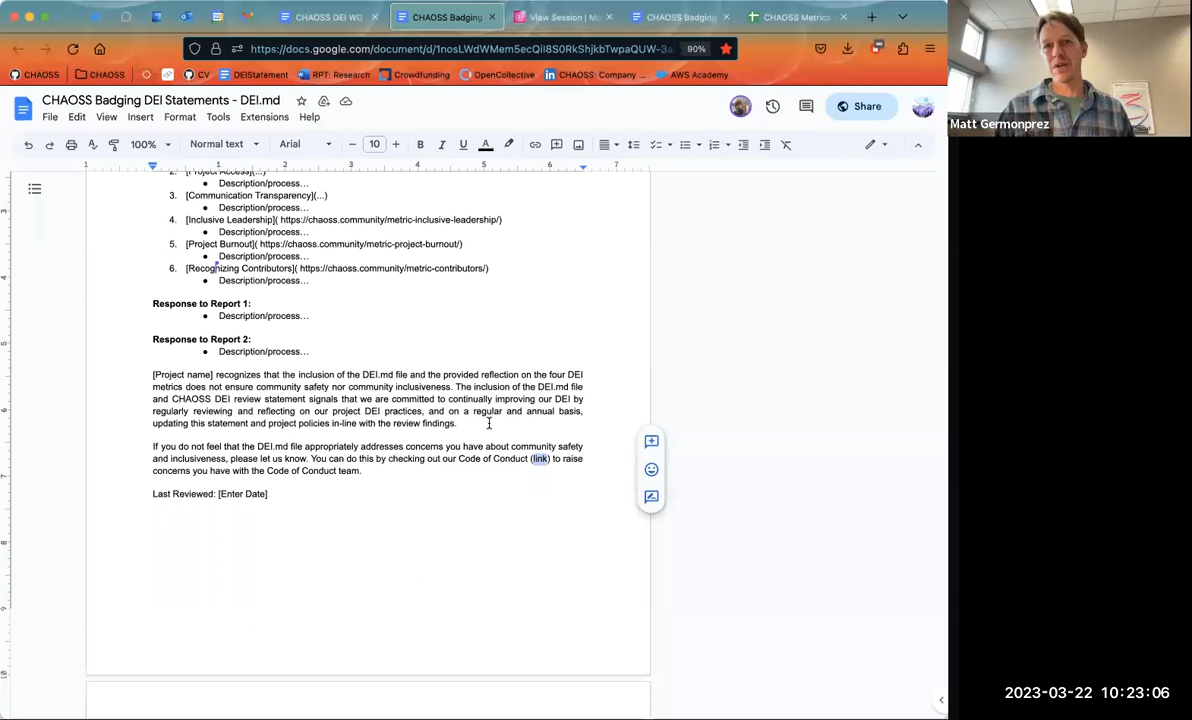 CHAOSS DEI WG
CHAOSS Badging
View Session | Mo
CHAOSS Badging
CHAOSS Metrics
https://docs.google.com/document/d/1nosLWdWMem5ecQiI8S0RkShjkbTwpaQUW-3a
90%
CHAOSS
CHAOSS
CV
DEIStatement
RPT: Research
Crowdfunding
OpenCollective
CHAOSS: Company ...
AWS Academy
CHAOSS Badging DEI Statements - DEI.md
File Edit View Insert Format Tools Extensions Help
Share
100%
Normal text
Arial
10
2. [Project Access](...)
Description/process...
3. [Communication Transparency](...)
Description/process...
4. [Inclusive Leadership]( https://chaoss.community/metric-inclusive-leadership/)
Description/process...
5. [Project Burnout]( https://chaoss.community/metric-project-burnout/)
Description/process...
6. [Recognizing Contributors]( https://chaoss.community/metric-contributors/)
Description/process...
Response to Report 1:
Description/process...
Response to Report 2:
Description/process...
[Project name] recognizes that the inclusion of the DEI.md file and the provided reflection on the four DEI
metrics does not ensure community safety nor community inclusiveness. The inclusion of the DEI.md file
and CHAOSS DEI review statement signals that we are committed to continually improving our DEI by
regularly reviewing and reflecting on our project DEI practices, and on a regular and annual basis,
updating this statement and project policies in-line with the review findings.
If you do not feel that the DEI.md file appropriately addresses concerns you have about community safety
and inclusiveness, please let us know. You can do this by checking out our Code of Conduct (link) to raise
concerns you have with the Code of Conduct team.
Last Reviewed: [Enter Date]
Matt Germonprez
2023-03-22 10:23:06